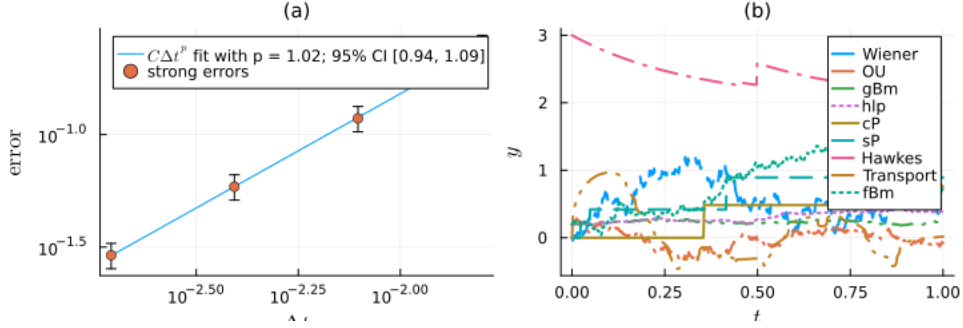 (a)
CΔt^p fit with p = 1.02; 95% CI [0.94, 1.09]
strong errors
error
10^-1.0
10^-1.5
10^-2.50
10^-2.25
10^-2.00
Δt
(b)
Wiener
OU
gBm
hlp
cP
sP
Hawkes
Transport
fBm
y
3
2
1
0
0.00
0.25
0.50
0.75
1.00
t